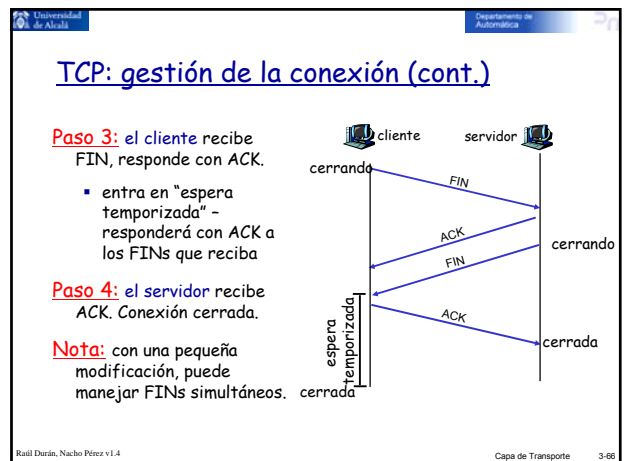 Universidad
de Alcalá
Departamento de
Automática
TCP: gestión de la conexión (cont.)
Paso 3: el cliente recibe
FIN, responde con ACK.
▪ entra en “espera
temporizada” –
responderá con ACK a
los FINs que reciba
Paso 4: el servidor recibe
ACK. Conexión cerrada.
Nota: con una pequeña
modificación, puede
manejar FINs simultáneos.
cliente
servidor
cerrando
FIN
ACK
cerrando
FIN
espera
temporizada
ACK
cerrada
cerrada
Raúl Durán, Nacho Pérez v1.4
Capa de Transporte
3-66